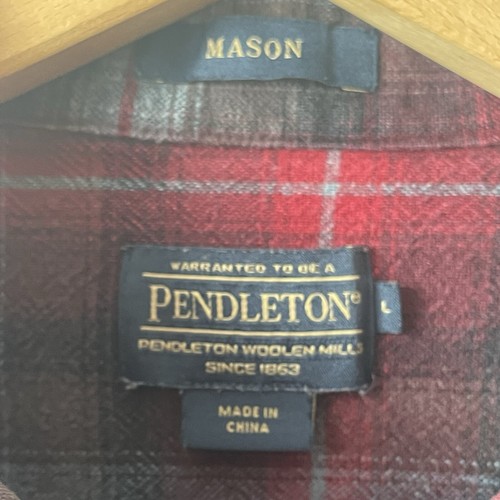 MASON
WARRANTED TO BE A
PENDLETON®
L
PENDLETON WOOLEN MILLS
SINCE 1863
MADE IN
CHINA